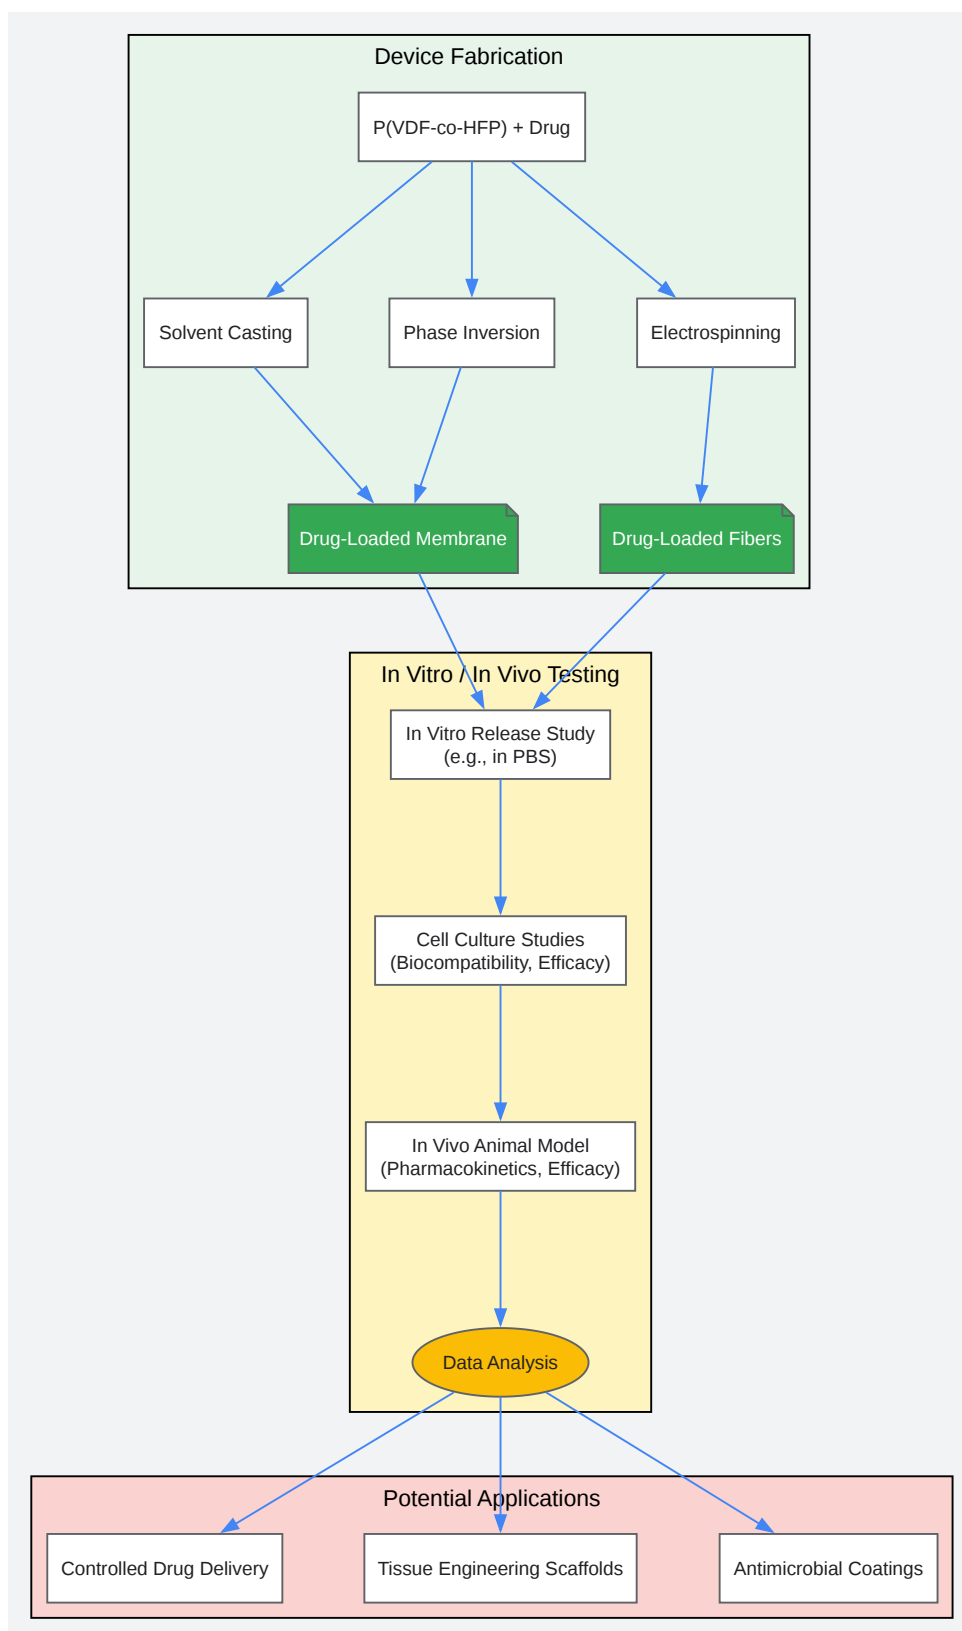 Device Fabrication
P(VDF-co-HFP) + Drug
Solvent Casting
Phase Inversion
Electrospinning
Drug-Loaded Membrane
Drug-Loaded Fibers
In Vitro / In Vivo Testing
In Vitro Release Study
(e.g., in PBS)
Cell Culture Studies
(Biocompatibility, Efficacy)
In Vivo Animal Model
(Pharmacokinetics, Efficacy)
Data Analysis
Potential Applications
Controlled Drug Delivery
Tissue Engineering Scaffolds
Antimicrobial Coatings